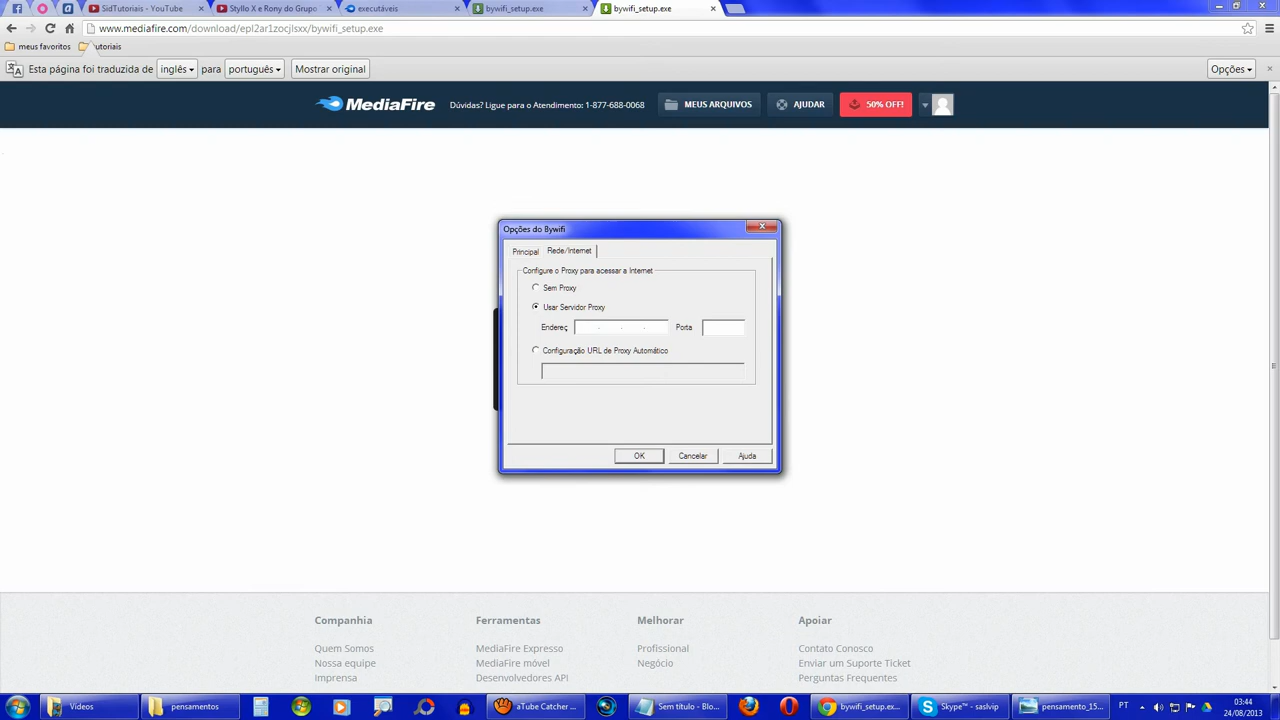 SidTutoriais - YouTube
Styllo X e Rony do Grupo
executáveis
bywifi_setup.exe
bywifi_setup.exe
www.mediafire.com/download/epl2ar1zocjlsxx/bywifi_setup.exe
meus favoritos
utoriais
Esta página foi traduzida de inglês para português Mostrar original Opções
MediaFire
Dúvidas? Ligue para o Atendimento: 1-877-688-0068
MEUS ARQUIVOS
AJUDAR
50% OFF!
Opções do Bywifi
Principal Rede/Internet
Configure o Proxy para acessar a Internet
Sem Proxy
Usar Servidor Proxy
Endereç Porta
Configuração URL de Proxy Automático
OK Cancelar Ajuda
Companhia Ferramentas Melhorar Apoiar
Quem Somos MediaFire Expresso Profissional Contato Conosco
Nossa equipe MediaFire móvel Negócio Enviar um Suporte Ticket
Imprensa Desenvolvedores API Perguntas Frequentes
Videos
pensamentos
aTube Catcher ...
Sem título - Blo...
bywifi_setup.ex...
Skype™ - saslvip
pensamento_15...
PT
03:44
24/08/2013